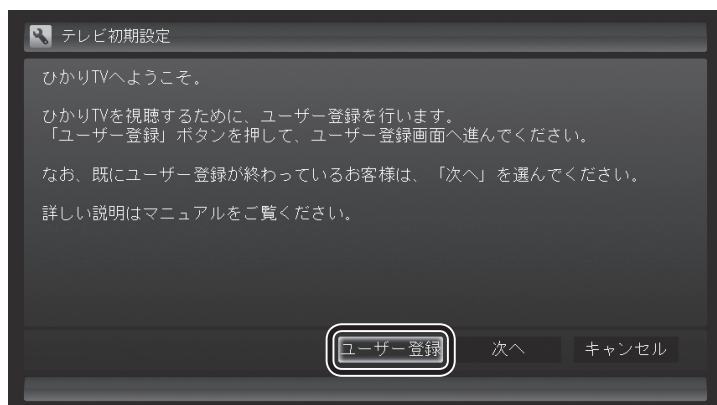 テレビ初期設定
ひかりTVへようこそ。
ひかりTVを視聴するために、ユーザー登録を行います。
「ユーザー登録」ボタンを押して、ユーザー登録画面へ進んでください。
なお、既にユーザー登録が終わっているお客様は、「次へ」を選んでください。
詳しい説明はマニュアルをご覧ください。
ユーザー登録 次へ キャンセル